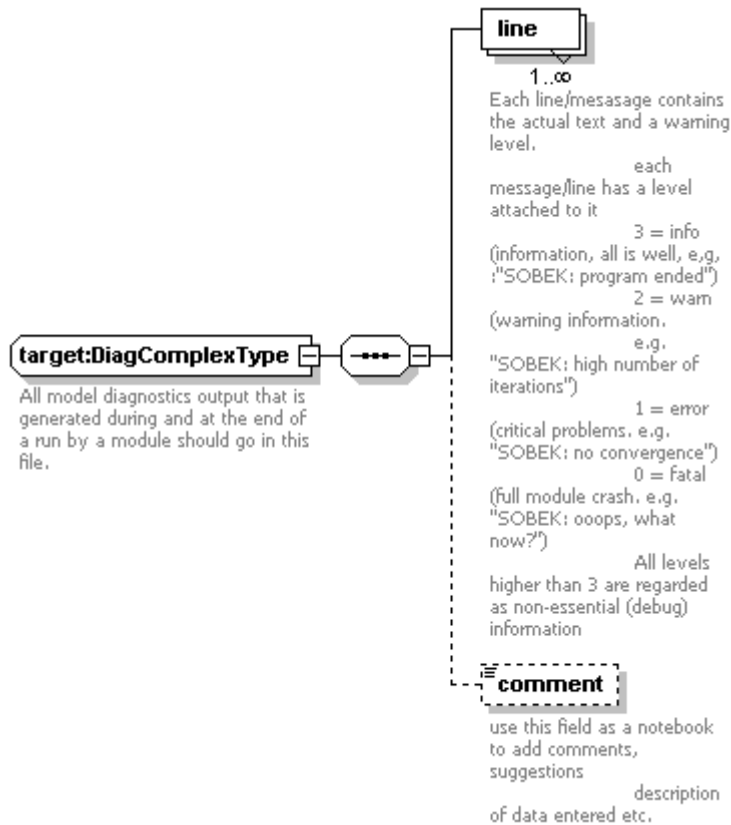 line
1..∞
Each line/mesasage contains
the actual text and a warning
level.
each
message/line has a level
attached to it
3 = info
(information, all is well, e,g,
:"SOBEK: program ended")
2 = warn
(warning information.
e.g.
"SOBEK: high number of
iterations")
1 = error
(critical problems. e.g.
"SOBEK: no convergence")
0 = fatal
(full module crash. e.g.
"SOBEK: ooops, what
now?")
All levels
higher than 3 are regarded
as non-essential (debug)
information
target:DiagComplexType
All model diagnostics output that is
generated during and at the end of
a run by a module should go in this
file.
comment
use this field as a notebook
to add comments,
suggestions
description
of data entered etc.